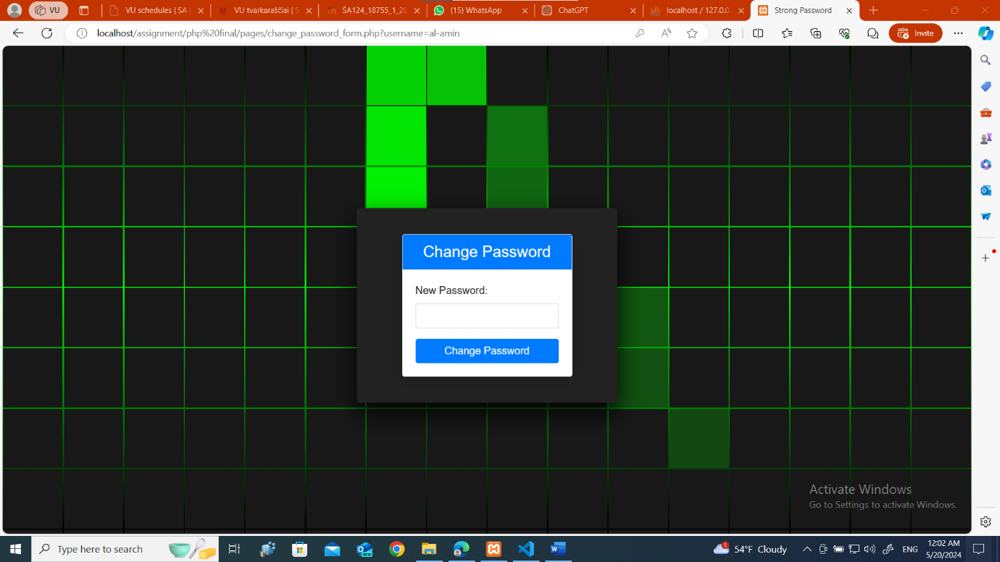 VU
VU schedules | SA |
VU tvarkaraščiai | S
ŠA124_18755_1_20
(15) WhatsApp
ChatGPT
localhost / 127.0.0.
Strong Password
localhost/assignment/php%20final/pages/change_password_form.php?username=al-amin
Invite
Change Password
New Password:
Change Password
Activate Windows
Go to Settings to activate Windows.
Type here to search
NEW
1
54°F Cloudy
ENG
12:02 AM
5/20/2024